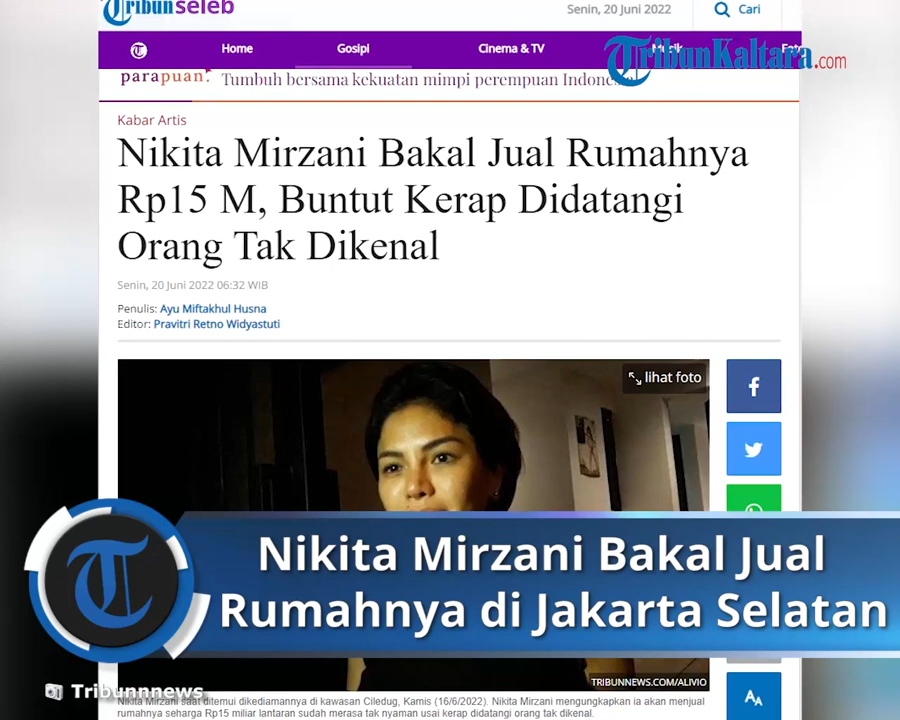 Tribunseleb
Senin, 20 Juni 2022
Cari
Home
Gosipi
Cinema & TV
TribunKaltara.com
parapuan.
Tumbuh bersama kekuatan mimpi perempuan
Kabar Artis
Nikita Mirzani Bakal Jual Rumahnya
Rp15 M, Buntut Kerap Didatangi
Orang Tak Dikenal
Senin, 20 Juni 2022 06:32 WIB
Penulis: Ayu Miftakhul Husna
Editor: Pravitri Retno Widyastuti
lihat foto
f
Nikita Mirzani Bakal Jual
Rumahnya di Jakarta Selatan
T
TRIBUNNEWS.COM/ALIVIO
Tribunnnews
AA
Nikita Mirzani saat ditemui dikediamannya di kawasan Ciledug, Kamis (16/6/2022). Nikita Mirzani mengungkapkan ia akan menjual
rumahnya seharga Rp15 miliar lantaran sudah merasa tak nyaman usai kerap didatangi orang tak dikenal.